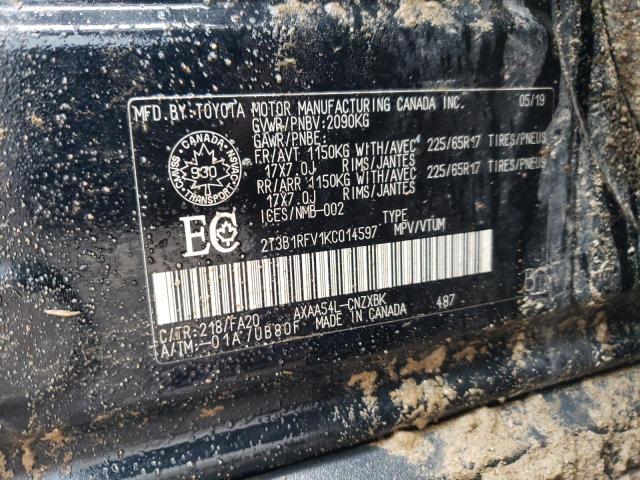 MFD.BY:TOYOTA MOTOR MANUFACTURING CANADA INC. 05/19
GVWR/PNBV:2090KG
GAWR/PNBE:
FR/AVT 1150KG WITH/AVEC 225/65R17 TIRES/PNEUS
17X7.0J RIMS/JANTES
RR/ARR 1150KG WITH/AVEC 225/65R17 TIRES/PNEUS
17X7.0J RIMS/JANTES
IGES/NMB-002
CANADA
930
TRANSPORT
EC
TYPE
2T3B1RFV1KC014597 MPV/VTUM
C/TR:218/FA20 AXAA54L-CNZXBK 487
A/TM:-01A/0680F MADE IN CANADA